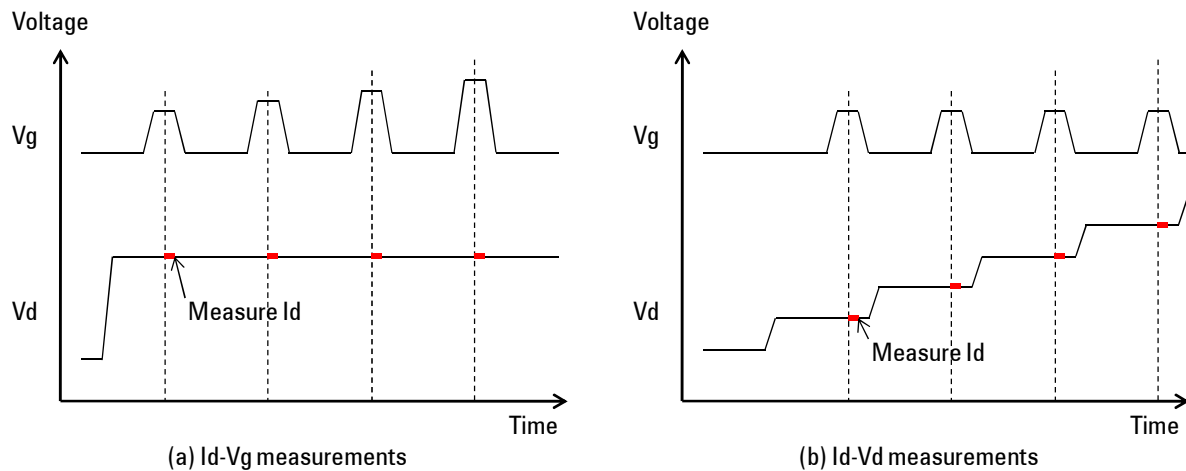 Voltage
Vg
Vd
Measure Id
Time
(a) Id-Vg measurements
Voltage
Vg
Vd
Measure Id
Time
(b) Id-Vd measurements